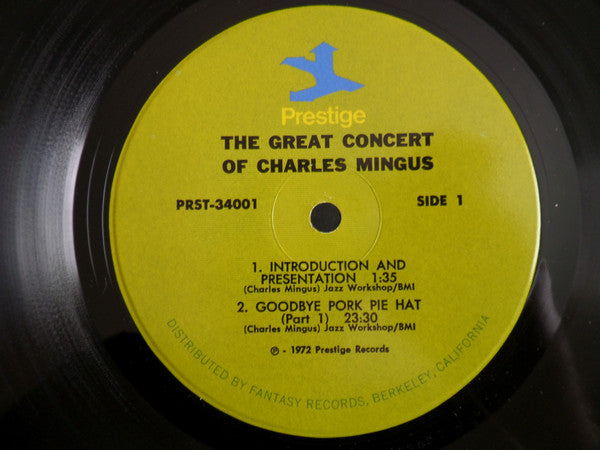 Prestige
THE GREAT CONCERT
OF CHARLES MINGUS
PRST-34001 SIDE 1
1. INTRODUCTION AND
PRESENTATION 1:35
(Charles Mingus) Jazz Workshop/BMI
2. GOODBYE PORK PIE HAT
(Part 1) 23:30
(Charles Mingus) Jazz Workshop/BMI
℗ - 1972 Prestige Records
DISTRIBUTED BY FANTASY RECORDS, BERKELEY, CALIFORNIA